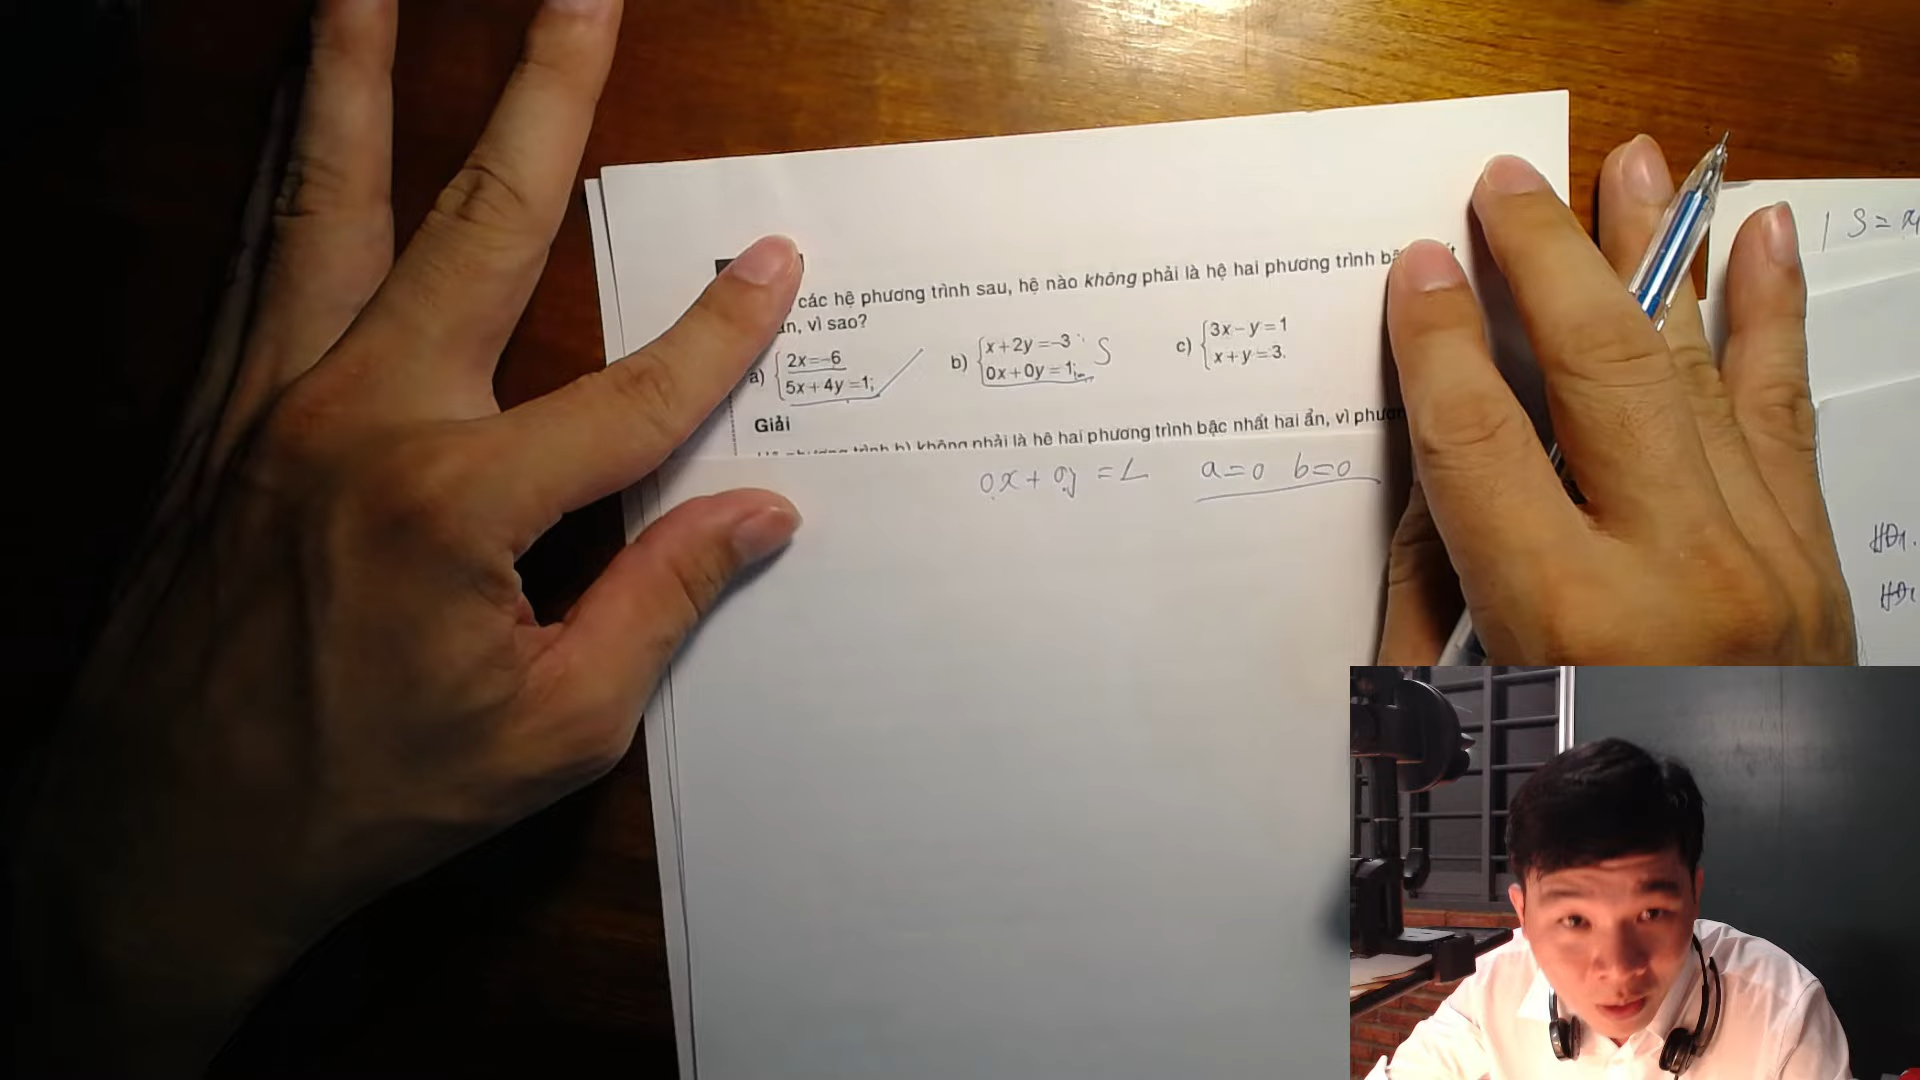 các hệ phương trình sau, hệ nào không phải là hệ hai phương trình
ẩn, vì sao?
a) { 2x = -6
5x + 4y = 1;
b) { x + 2y = -3
0x + 0y = 1; S
c) { 3x - y = 1
x + y = 3.
Giải
phương trình b) không phải là hệ hai phương trình bậc nhất hai ẩn, vì
0x + 0y = 1 a = 0 b = 0
S = x
HĐ1.